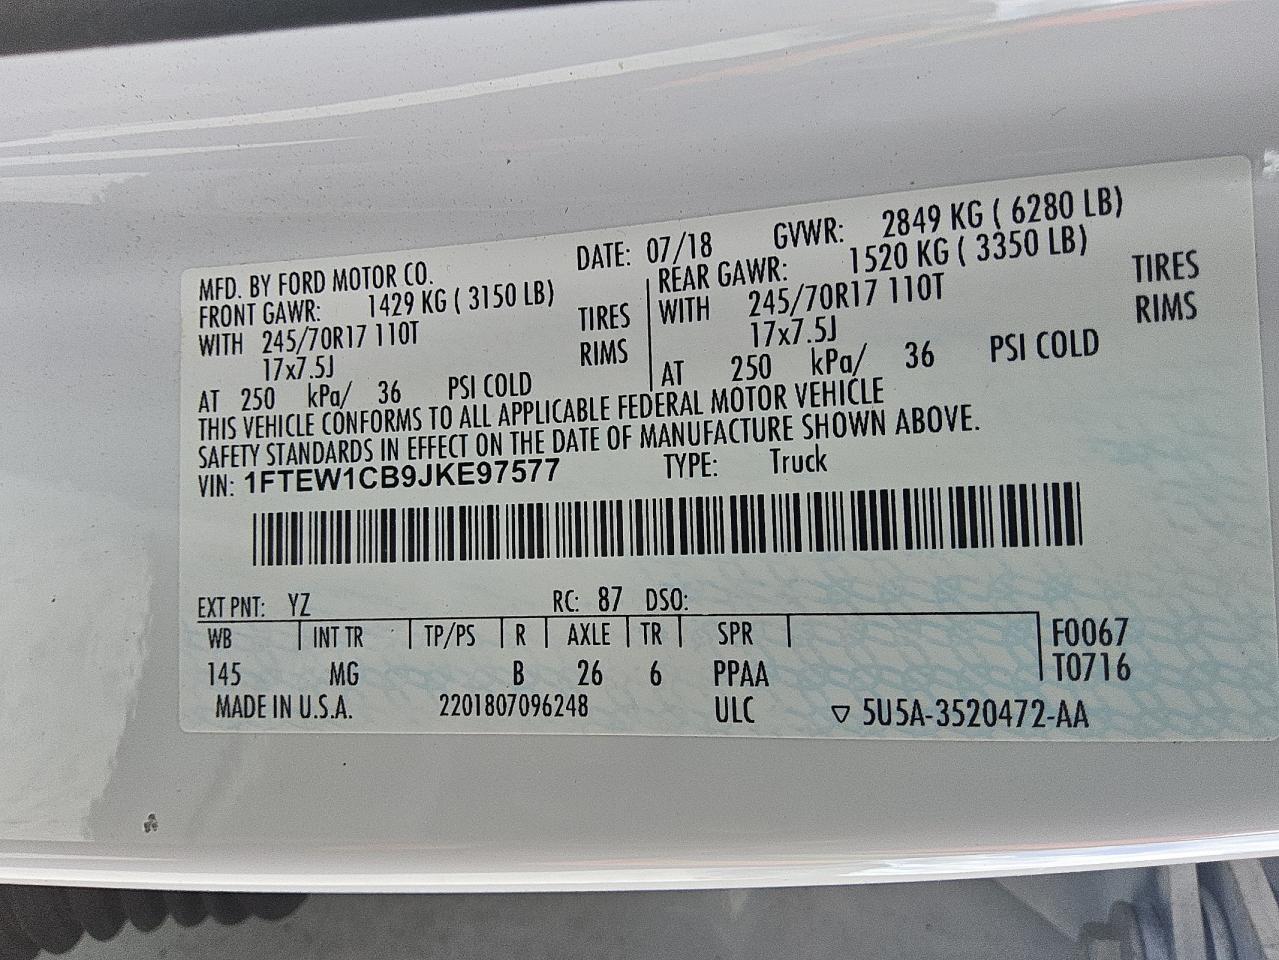 MFD. BY FORD MOTOR CO. DATE: 07/18 GVWR: 2849 KG ( 6280 LB)
FRONT GAWR: 1429 KG ( 3150 LB) REAR GAWR: 1520 KG ( 3350 LB)
WITH 245/70R17 110T TIRES WITH 245/70R17 110T TIRES
17x7.5J RIMS 17x7.5J RIMS
AT 250 kPa/ 36 PSI COLD AT 250 kPa/ 36 PSI COLD
THIS VEHICLE CONFORMS TO ALL APPLICABLE FEDERAL MOTOR VEHICLE
SAFETY STANDARDS IN EFFECT ON THE DATE OF MANUFACTURE SHOWN ABOVE.
VIN: 1FTEW1CB9JKE97577 TYPE: Truck
EXT PNT: YZ RC: 87 DSO:
WB INT TR TP/PS R AXLE TR SPR F0067
145 MG B 26 6 PPAA T0716
MADE IN U.S.A. 2201807096248 ULC ▽ 5U5A-3520472-AA